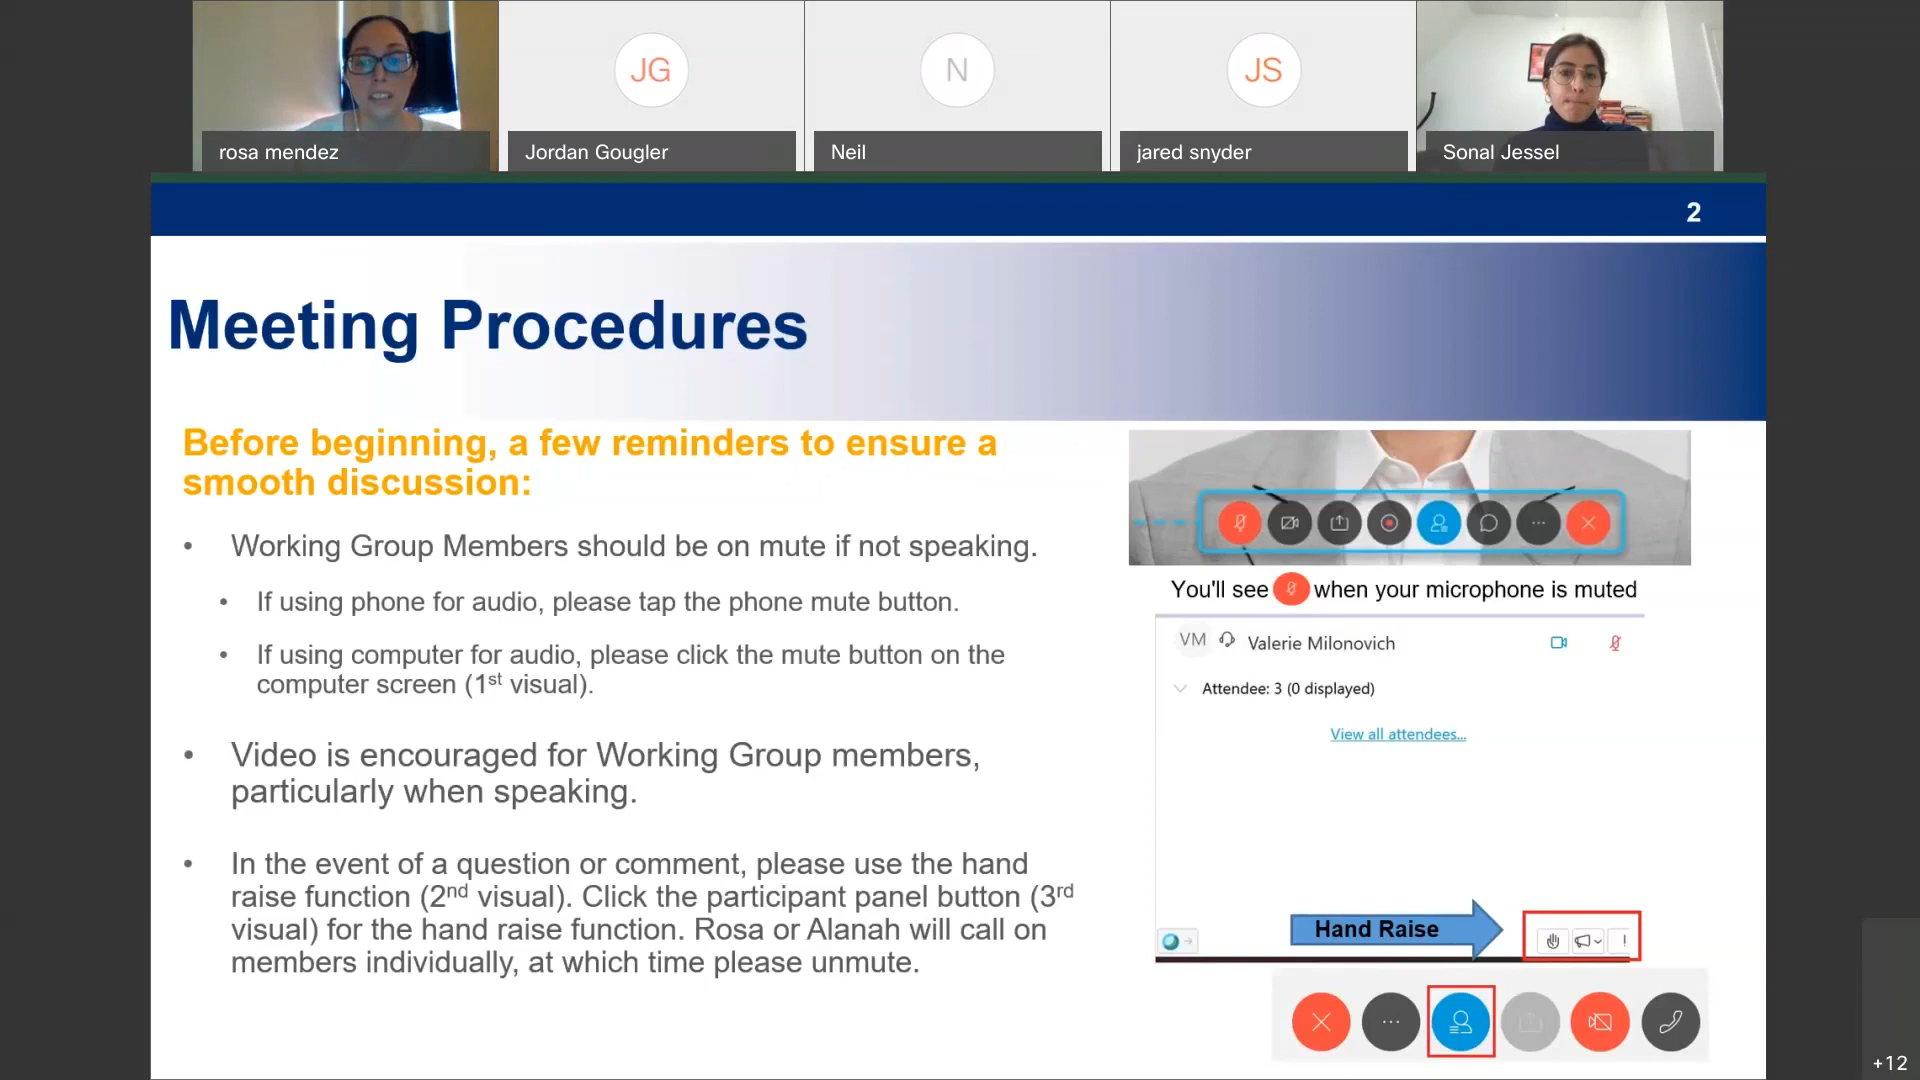 JG
N
JS
rosa mendez
Jordan Gougler
Neil
jared snyder
Sonal Jessel
2
Meeting Procedures
Before beginning, a few reminders to ensure a
smooth discussion:
• Working Group Members should be on mute if not speaking.
• If using phone for audio, please tap the phone mute button.
• If using computer for audio, please click the mute button on the
computer screen (1st visual).
• Video is encouraged for Working Group members,
particularly when speaking.
• In the event of a question or comment, please use the hand
raise function (2nd visual). Click the participant panel button (3rd
visual) for the hand raise function. Rosa or Alanah will call on
members individually, at which time please unmute.
You'll see when your microphone is muted
VM Valerie Milonovich
Attendee: 3 (0 displayed)
View all attendees...
Hand Raise
+12